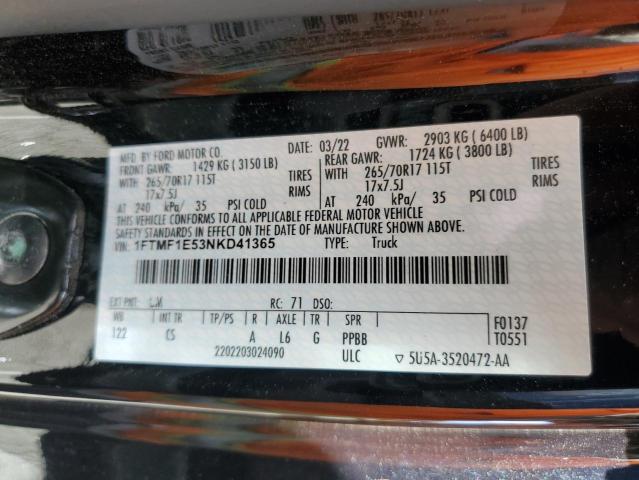 MFD. BY FORD MOTOR CO.
03/22 GVWR: 2903 KG ( 6400 LB)
FRONT GAWR: 1429 KG ( 3150 LB)
REAR GAWR: 1724 KG ( 3800 LB)
WITH 265/70R17 115T TIRES
WITH 265/70R17 115T TIRES
17x7.5J RIMS
17x7.5J RIMS
AT 240 kPa/ 35 PSI COLD
AT 240 kPa/ 35 PSI COLD
THIS VEHICLE CONFORMS TO ALL APPLICABLE FEDERAL MOTOR VEHICLE
SAFETY STANDARDS IN EFFECT ON THE DATE OF MANUFACTURE SHOWN ABOVE.
VIN: 1FTMF1E53NKD41365 TYPE: Truck
EXT PNT: RC: 71 DSO:
WB INT TR TP/PS R AXLE TR SPR
F0137
122 CS A L6 G PPBB
T0551
2202203024090 ULC
5U5A-3520472-AA